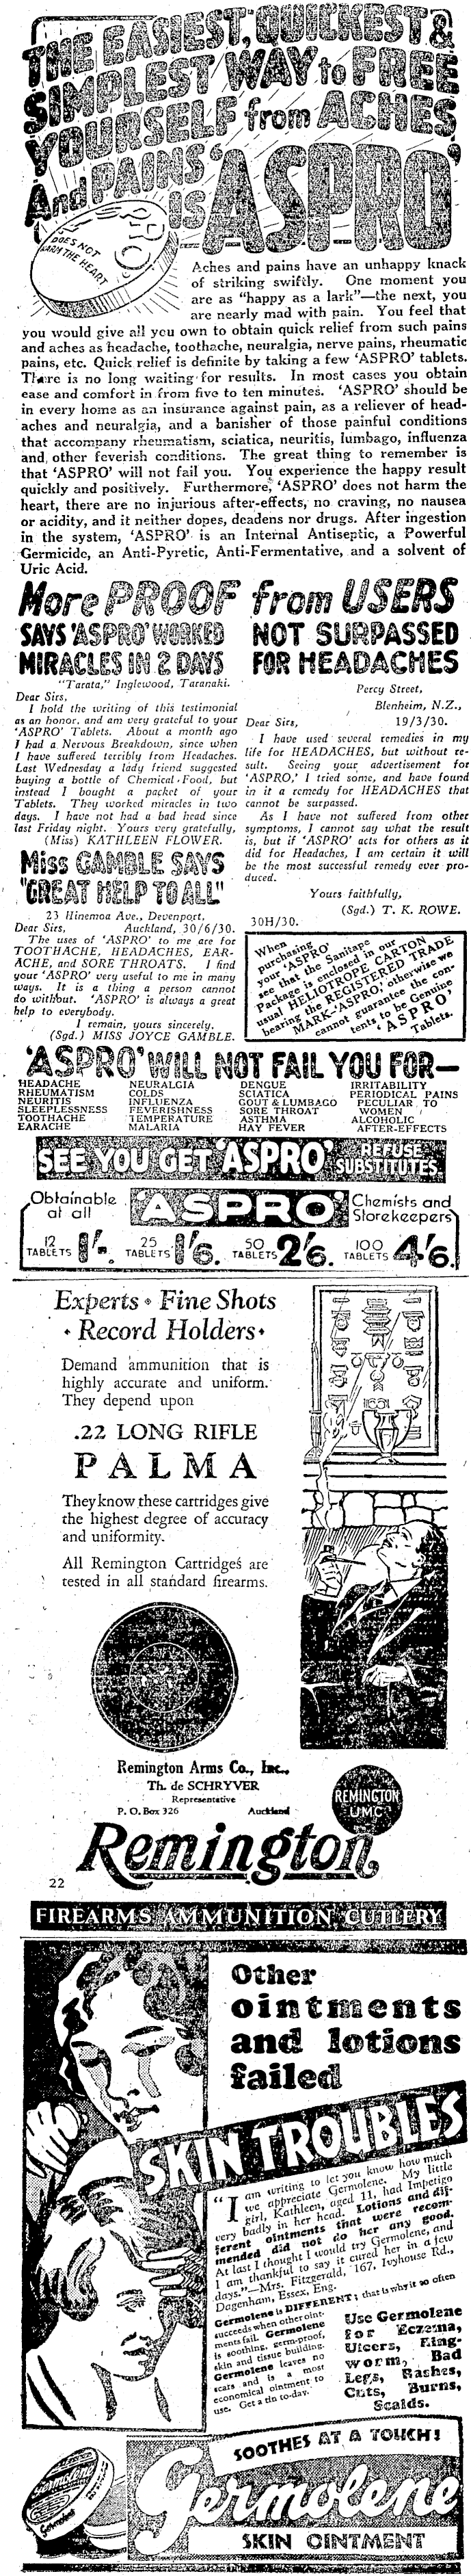 THE EASIEST, QUICKEST &
SIMPLEST WAY to FREE
YOURSELF from ACHES
And PAINS IS 'ASPRO'
DOES NOT
HARM THE HEART
Aches and pains have an unhappy knack
of striking swiftly. One moment you
are as "happy as a lark"—the next, you
are nearly mad with pain. You feel that
you would give all you own to obtain quick relief from such pains
and aches as headache, toothache, neuralgia, nerve pains, rheumatic
pains, etc. Quick relief is definite by taking a few 'ASPRO' tablets.
There is no long waiting for results. In most cases you obtain
ease and comfort in from five to ten minutes. 'ASPRO' should be
in every home as an insurance against pain, as a reliever of head-
aches and neuralgia, and a banisher of those painful conditions
that accompany rheumatism, sciatica, neuritis, lumbago, influenza
and other feverish conditions. The great thing to remember is
that 'ASPRO' will not fail you. You experience the happy result
quickly and positively. Furthermore, 'ASPRO' does not harm the
heart, there are no injurious after-effects, no craving, no nausea
or acidity, and it neither dopes, deadens nor drugs. After ingestion
in the system, 'ASPRO' is an Internal Antiseptic, a Powerful
Germicide, an Anti-Pyretic, Anti-Fermentative, and a solvent of
Uric Acid.
More PROOF from USERS
SAYS 'ASPRO' WORKED
MIRACLES IN 2 DAYS
"Tarata," Inglewood, Taranaki.
Dear Sirs,
I hold the writing of this testimonial
as an honor, and am very grateful to your
'ASPRO' Tablets. About a month ago
I had a Nervous Breakdown, since when
I have suffered terribly from Headaches.
Last Wednesday a lady friend suggested
buying a bottle of Chemical Food, but
instead I bought a packet of your
Tablets. They worked miracles in two
days. I have not had a bad head since
last Friday night. Yours very gratefully,
(Miss) KATHLEEN FLOWER.
Miss GAMBLE SAYS
"GREAT HELP TO ALL"
23 Hinemoa Ave., Devonport,
Dear Sirs, Auckland, 30/6/30.
The uses of 'ASPRO' to me are for
TOOTHACHE, HEADACHES, EAR-
ACHE, and SORE THROATS. I find
your 'ASPRO' very useful to me in many
ways. It is a thing a person cannot
do without. 'ASPRO' is always a great
help to everybody.
I remain, yours sincerely,
(Sgd.) MISS JOYCE GAMBLE.
NOT SURPASSED
FOR HEADACHES
Percy Street,
Blenheim, N.Z.,
Dear Sirs, 19/3/30.
I have used several remedies in my
life for HEADACHES, but without re-
sult. Seeing your advertisement for
'ASPRO,' I tried some, and have found
in it a remedy for HEADACHES that
cannot be surpassed.
As I have not suffered from other
symptoms, I cannot say what the result
is, but if 'ASPRO' acts for others as it
did for Headaches, I am certain it will
be the most successful remedy ever pro-
duced.
Yours faithfully,
(Sgd.) T. K. ROWE.
30H/30.
When
purchasing
your 'ASPRO'
see that the Sanitape
Package is enclosed in our
usual HELIOTROPE CARTON
bearing the REGISTERED TRADE
MARK-'ASPRO,' otherwise we
cannot guarantee the con-
tents to be Genuine
'ASPRO'
Tablets.
'ASPRO' WILL NOT FAIL YOU FOR—
HEADACHE
RHEUMATISM
NEURITIS
SLEEPLESSNESS
TOOTHACHE
EARACHE
NEURALGIA
COLDS
INFLUENZA
FEVERISHNESS
TEMPERATURE
MALARIA
DENGUE
SCIATICA
GOUT & LUMBAGO
SORE THROAT
ASTHMA
HAY FEVER
IRRITABILITY
PERIODICAL PAINS
PECULIAR TO
WOMEN
ALCOHOLIC
AFTER-EFFECTS
SEE YOU GET 'ASPRO' REFUSE
SUBSTITUTES
Obtainable
at all
'ASPRO'
Chemists and
Storekeepers
12
TABLETS 1/-.
25
TABLETS 1/6.
50
TABLETS 2/6.
100
TABLETS 4/6.
Experts • Fine Shots
• Record Holders •
Demand ammunition that is
highly accurate and uniform.
They depend upon
.22 LONG RIFLE
PALMA
They know these cartridges give
the highest degree of accuracy
and uniformity.
All Remington Cartridges are
tested in all standard firearms.
Remington Arms Co., Inc.,
Th. de SCHRYVER
Representative
P. O. Box 326 Auckland
REMINGTON
UMC
Remington,
22
FIREARMS AMMUNITION CUTLERY
Other
ointments
and lotions
failed
SKIN TROUBLES
"I am writing to let you know how much
we appreciate Germolene. My little
girl, Kathleen, aged 11, had Impetigo
very badly in her head. Lotions and dif-
ferent ointments that were recom-
mended did not do her any good.
At last I thought I would try Germolene, and
I am thankful to say it cured her in a few
days."—Mrs. Fitzgerald, 167, Ivyhouse Rd.,
Dagenham, Essex, Eng.
Germolene is DIFFERENT; that is why it so often
succeeds when other oint-
ments fail. Germolene
is soothing, germ-proof,
skin and tissue building.
Germolene leaves no
scars and is a most
economical ointment to
use. Get a tin to-day.
Use Germolene
for Eczema,
Ulcers, Ring-
worm, Bad
Legs, Rashes,
Cuts, Burns,
Scalds.
SOOTHES AT A TOUCH!
Germolene
SKIN OINTMENT
Germolene